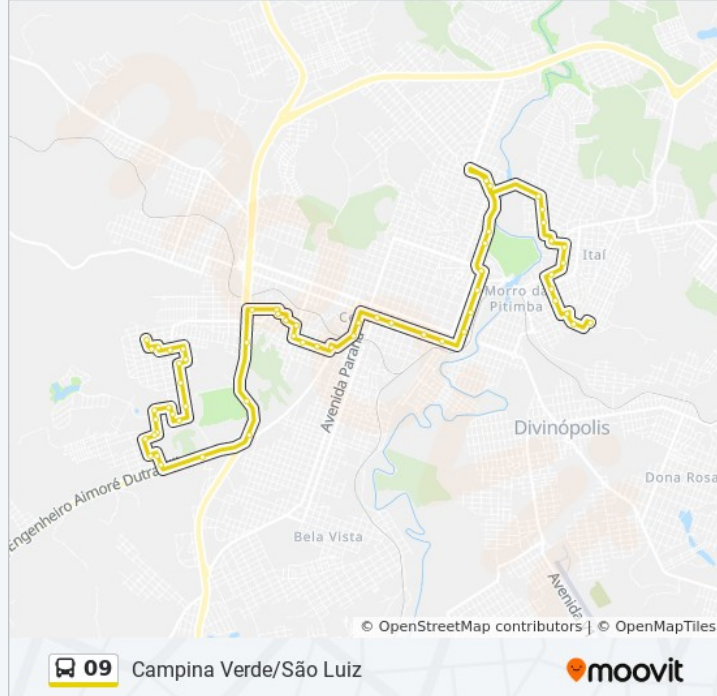 Itaí
Morro da
Pitimba
Avenida Paraná
Divinópolis
Engenheiro Aimoré Dutra
Dona Rosa
Bela Vista
Avenida
© OpenStreetMap contributors | © OpenMapTiles
09 Campina Verde/São Luiz
moovit